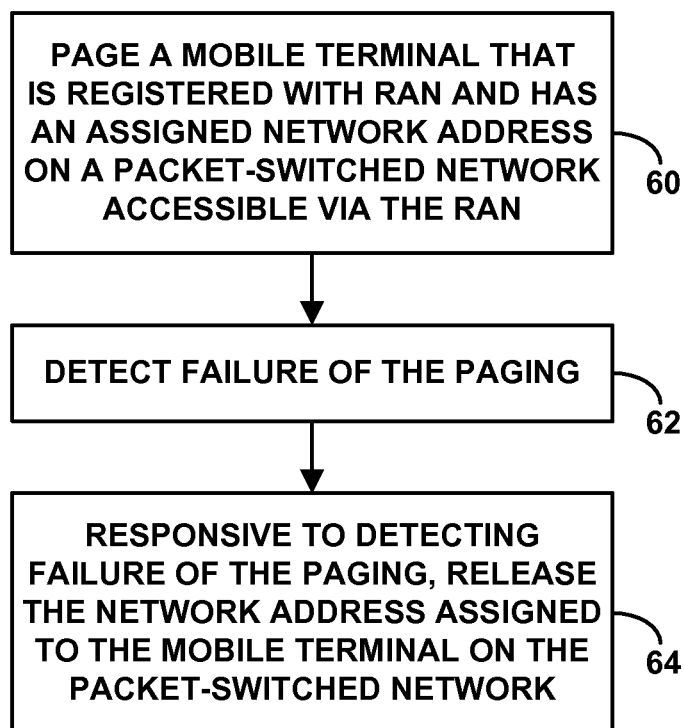 PAGE A MOBILE TERMINAL THAT
IS REGISTERED WITH RAN AND HAS
AN ASSIGNED NETWORK ADDRESS
ON A PACKET-SWITCHED NETWORK
ACCESSIBLE VIA THE RAN
60
DETECT FAILURE OF THE PAGING
62
RESPONSIVE TO DETECTING
FAILURE OF THE PAGING, RELEASE
THE NETWORK ADDRESS ASSIGNED
TO THE MOBILE TERMINAL ON THE
PACKET-SWITCHED NETWORK
64